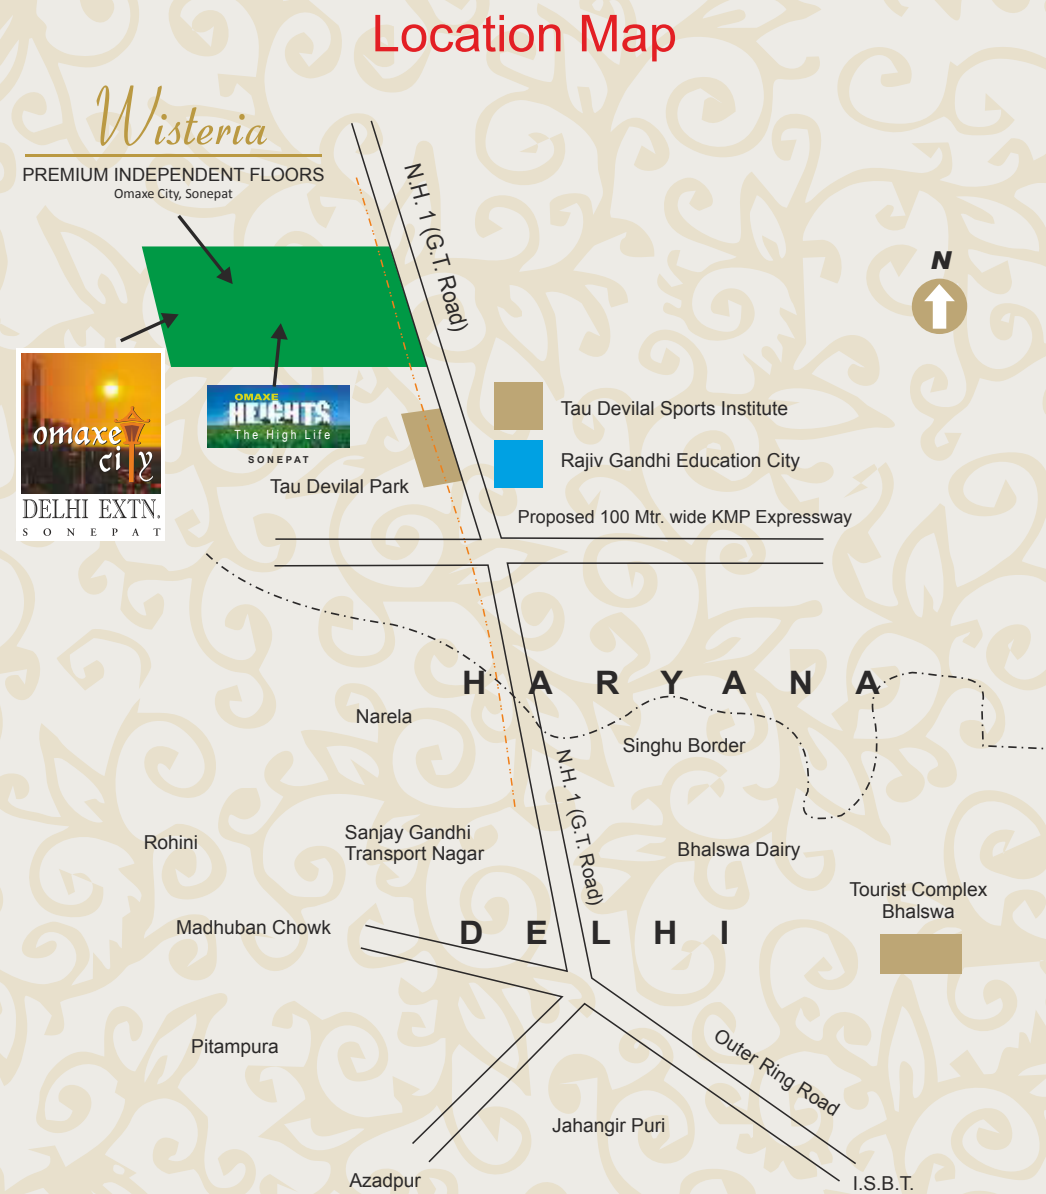 Location Map
Wisteria
PREMIUM INDEPENDENT FLOORS
Omaxe City, Sonepat
N.H. 1 (G.T. Road)
N
omaxe
city
DELHI EXTN.
SONEPAT
OMAXE
HEIGHTS
The High Life
SONEPAT
Tau Devilal Sports Institute
Rajiv Gandhi Education City
Tau Devilal Park
Proposed 100 Mtr. wide KMP Expressway
HARYANA
Narela
Singhu Border
N.H. 1 (G.T. Road)
Rohini
Sanjay Gandhi
Transport Nagar
Bhalswa Dairy
Tourist Complex
Bhalswa
Madhuban Chowk
DELHI
Pitampura
Outer Ring Road
Jahangir Puri
Azadpur
I.S.B.T.